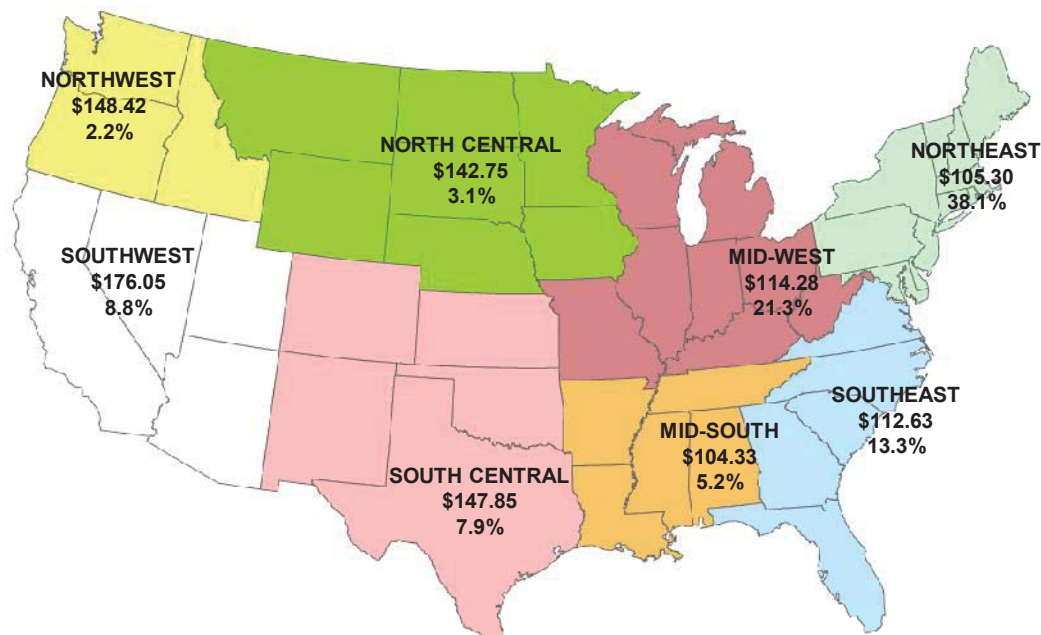 NORTHWEST
$148.42
2.2%
NORTH CENTRAL
$142.75
3.1%
NORTHEAST
$105.30
38.1%
SOUTHWEST
$176.05
8.8%
MID-WEST
$114.28
21.3%
SOUTHEAST
$112.63
13.3%
MID-SOUTH
$104.33
5.2%
SOUTH CENTRAL
$147.85
7.9%